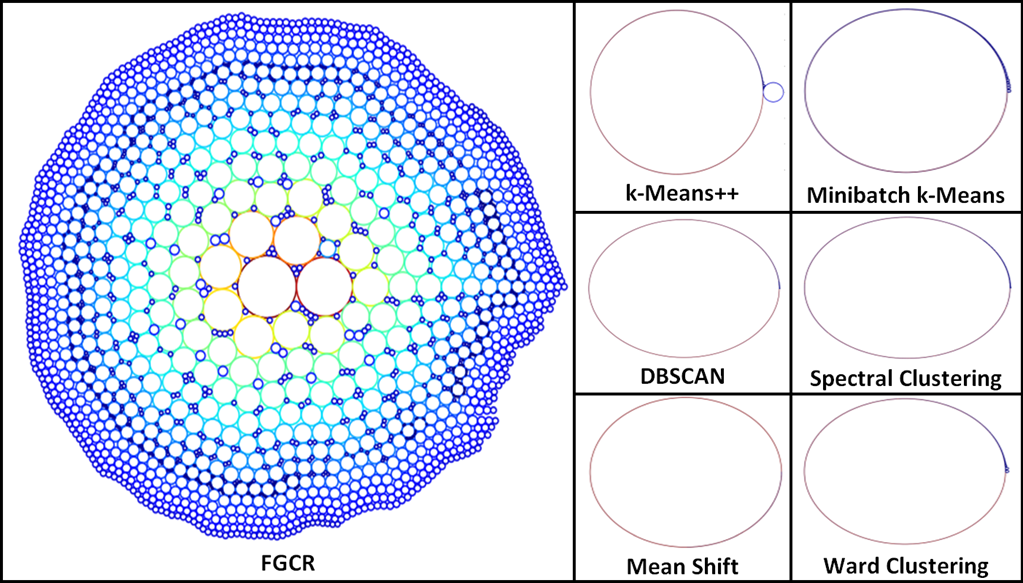 FGCR
k-Means++
Minibatch k-Means
DBSCAN
Spectral Clustering
Mean Shift
Ward Clustering